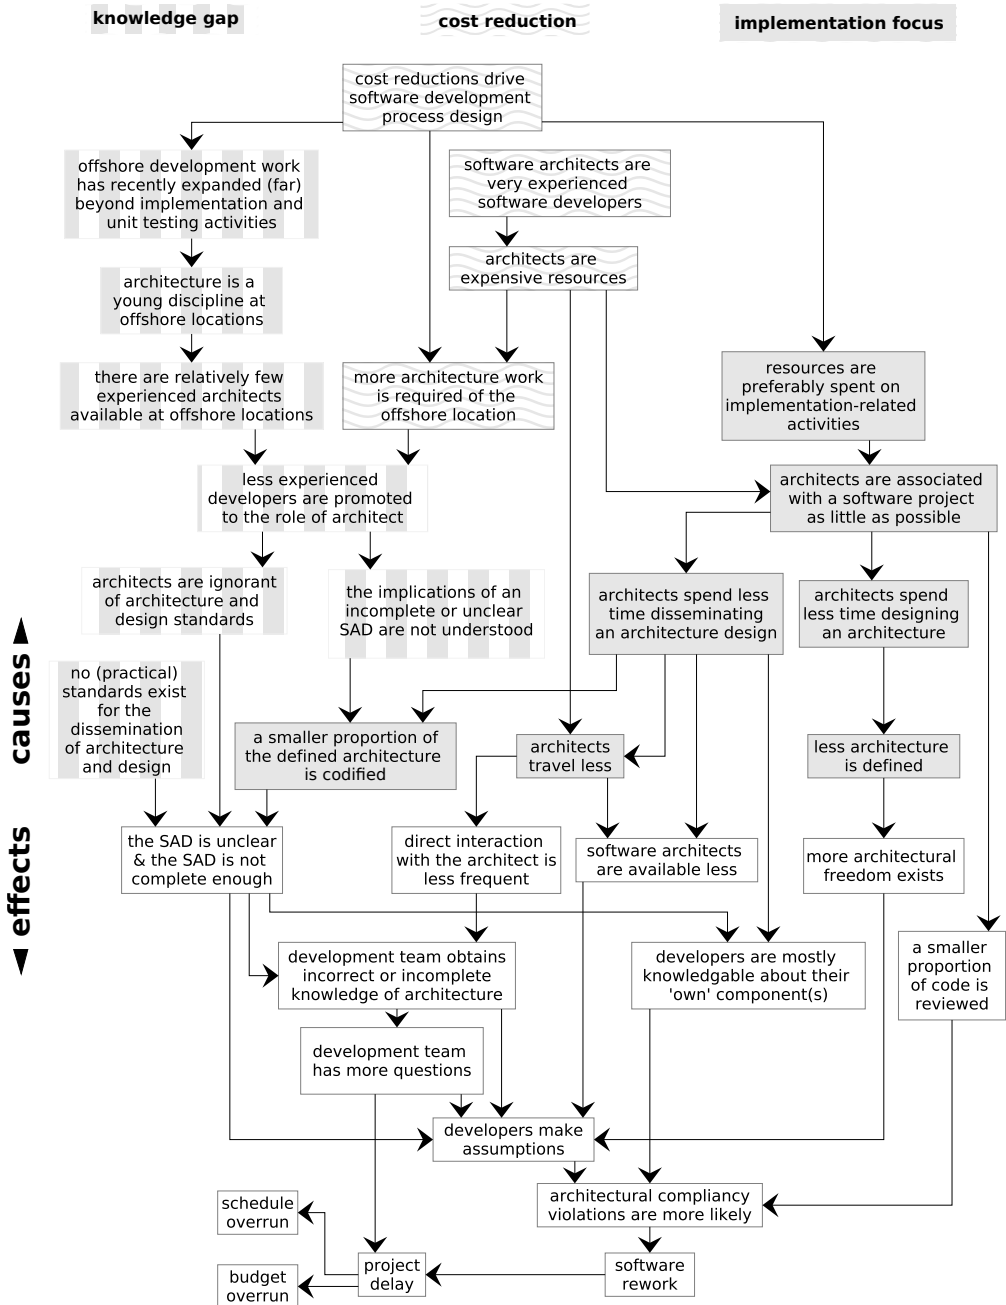 knowledge gap
cost reduction
implementation focus
cost reductions drive
software development
process design
offshore development work
has recently expanded (far)
beyond implementation and
unit testing activities
software architects are
very experienced
software developers
architects are
expensive resources
architecture is a
young discipline at
offshore locations
there are relatively few
experienced architects
available at offshore locations
more architecture work
is required of the
offshore location
resources are
preferably spent on
implementation-related
activities
less experienced
developers are promoted
to the role of architect
architects are associated
with a software project
as little as possible
architects are ignorant
of architecture and
design standards
the implications of an
incomplete or unclear
SAD are not understood
architects spend less
time disseminating
an architecture design
architects spend
less time designing
an architecture
causes
no (practical)
standards exist
for the
dissemination
of architecture
and design
a smaller proportion of
the defined architecture
is codified
architects
travel less
less architecture
is defined
effects
the SAD is unclear
& the SAD is not
complete enough
direct interaction
with the architect is
less frequent
software architects
are available less
more architectural
freedom exists
development team obtains
incorrect or incomplete
knowledge of architecture
developers are mostly
knowledgable about their
'own' component(s)
a smaller
proportion
of code is
reviewed
development team
has more questions
developers make
assumptions
architectural compliancy
violations are more likely
schedule
overrun
project
delay
software
rework
budget
overrun